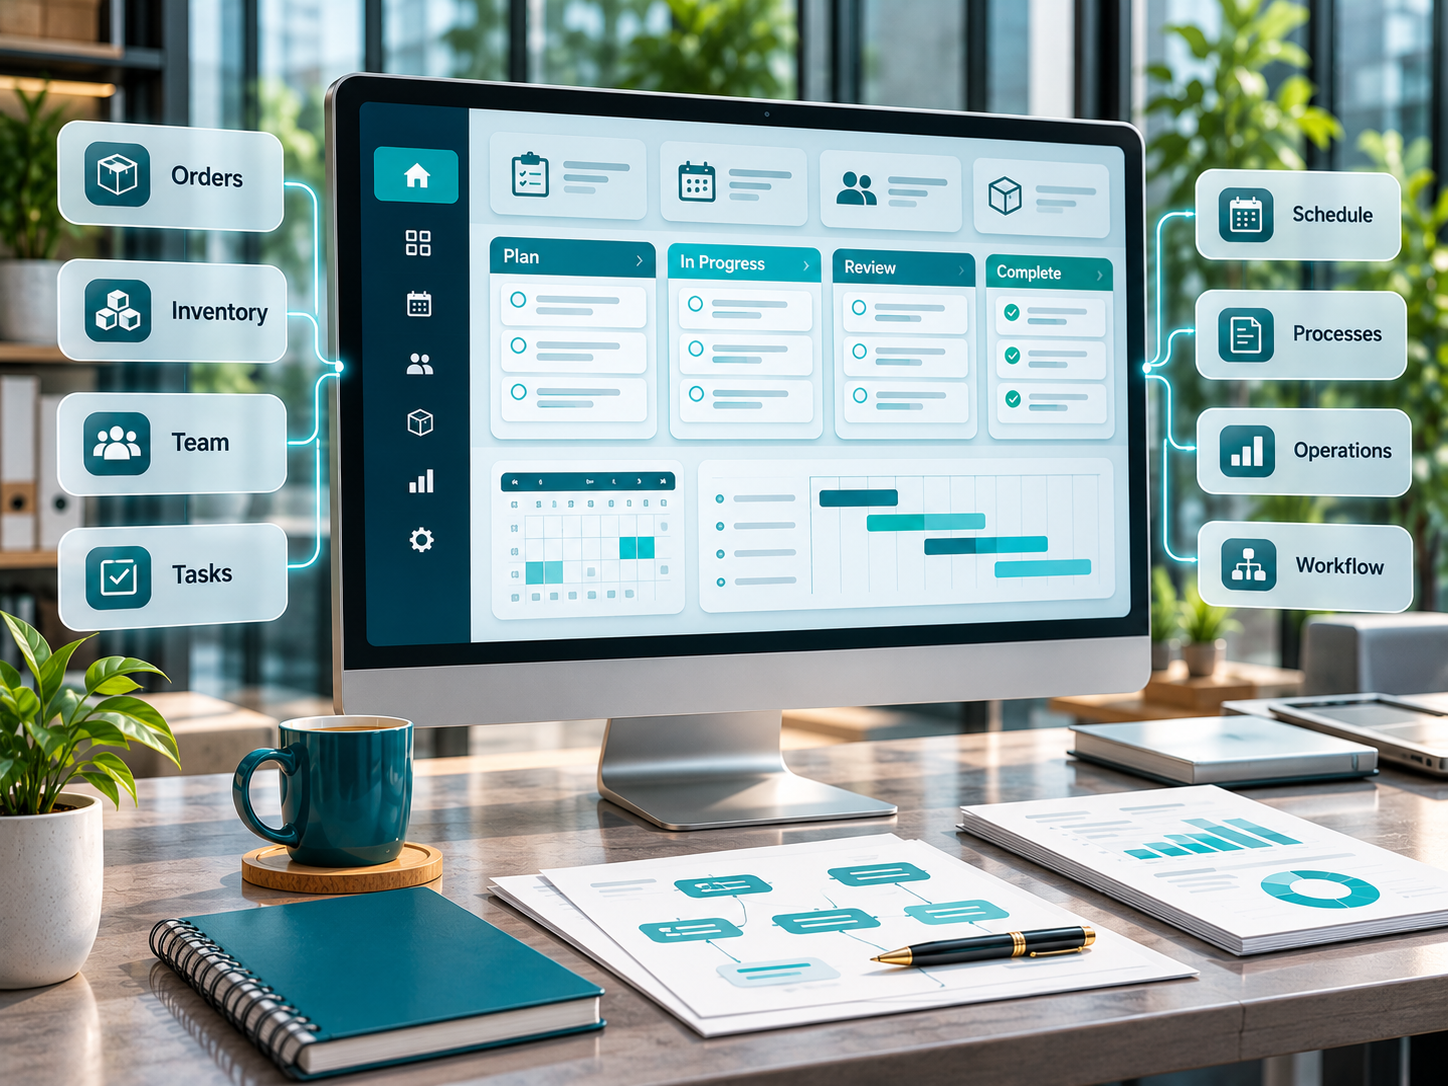 Orders
Inventory
Team
Tasks
Plan
In Progress
Review
Complete
Schedule
Processes
Operations
Workflow